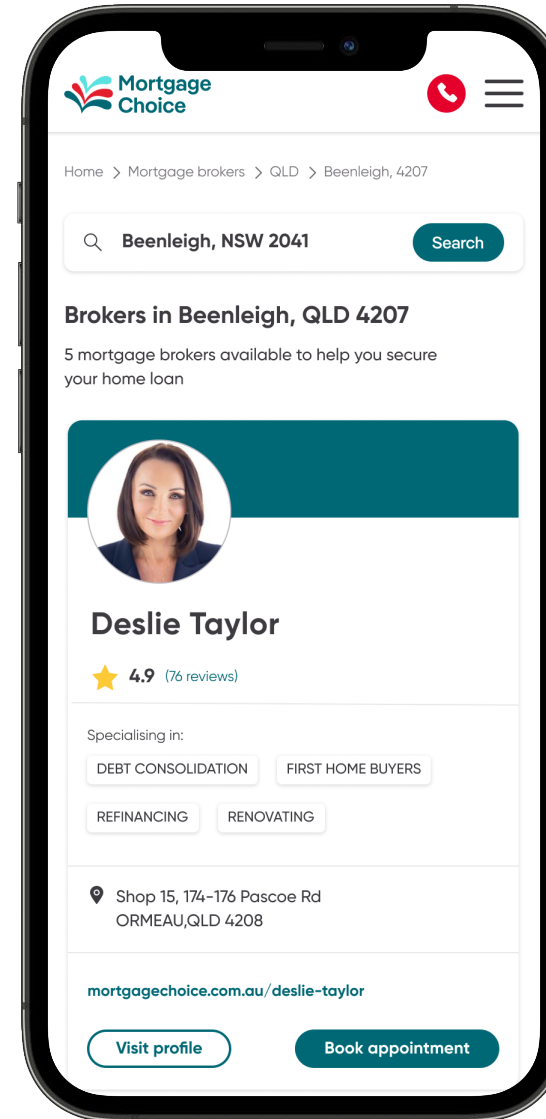 Mortgage
Choice
Home > Mortgage brokers > QLD > Beenleigh, 4207
Beenleigh, NSW 2041
Search
Brokers in Beenleigh, QLD 4207
5 mortgage brokers available to help you secure
your home loan
Deslie Taylor
4.9 (76 reviews)
Specialising in:
DEBT CONSOLIDATION FIRST HOME BUYERS
REFINANCING RENOVATING
Shop 15, 174-176 Pascoe Rd
ORMEAU,QLD 4208
mortgagechoice.com.au/deslie-taylor
Visit profile Book appointment